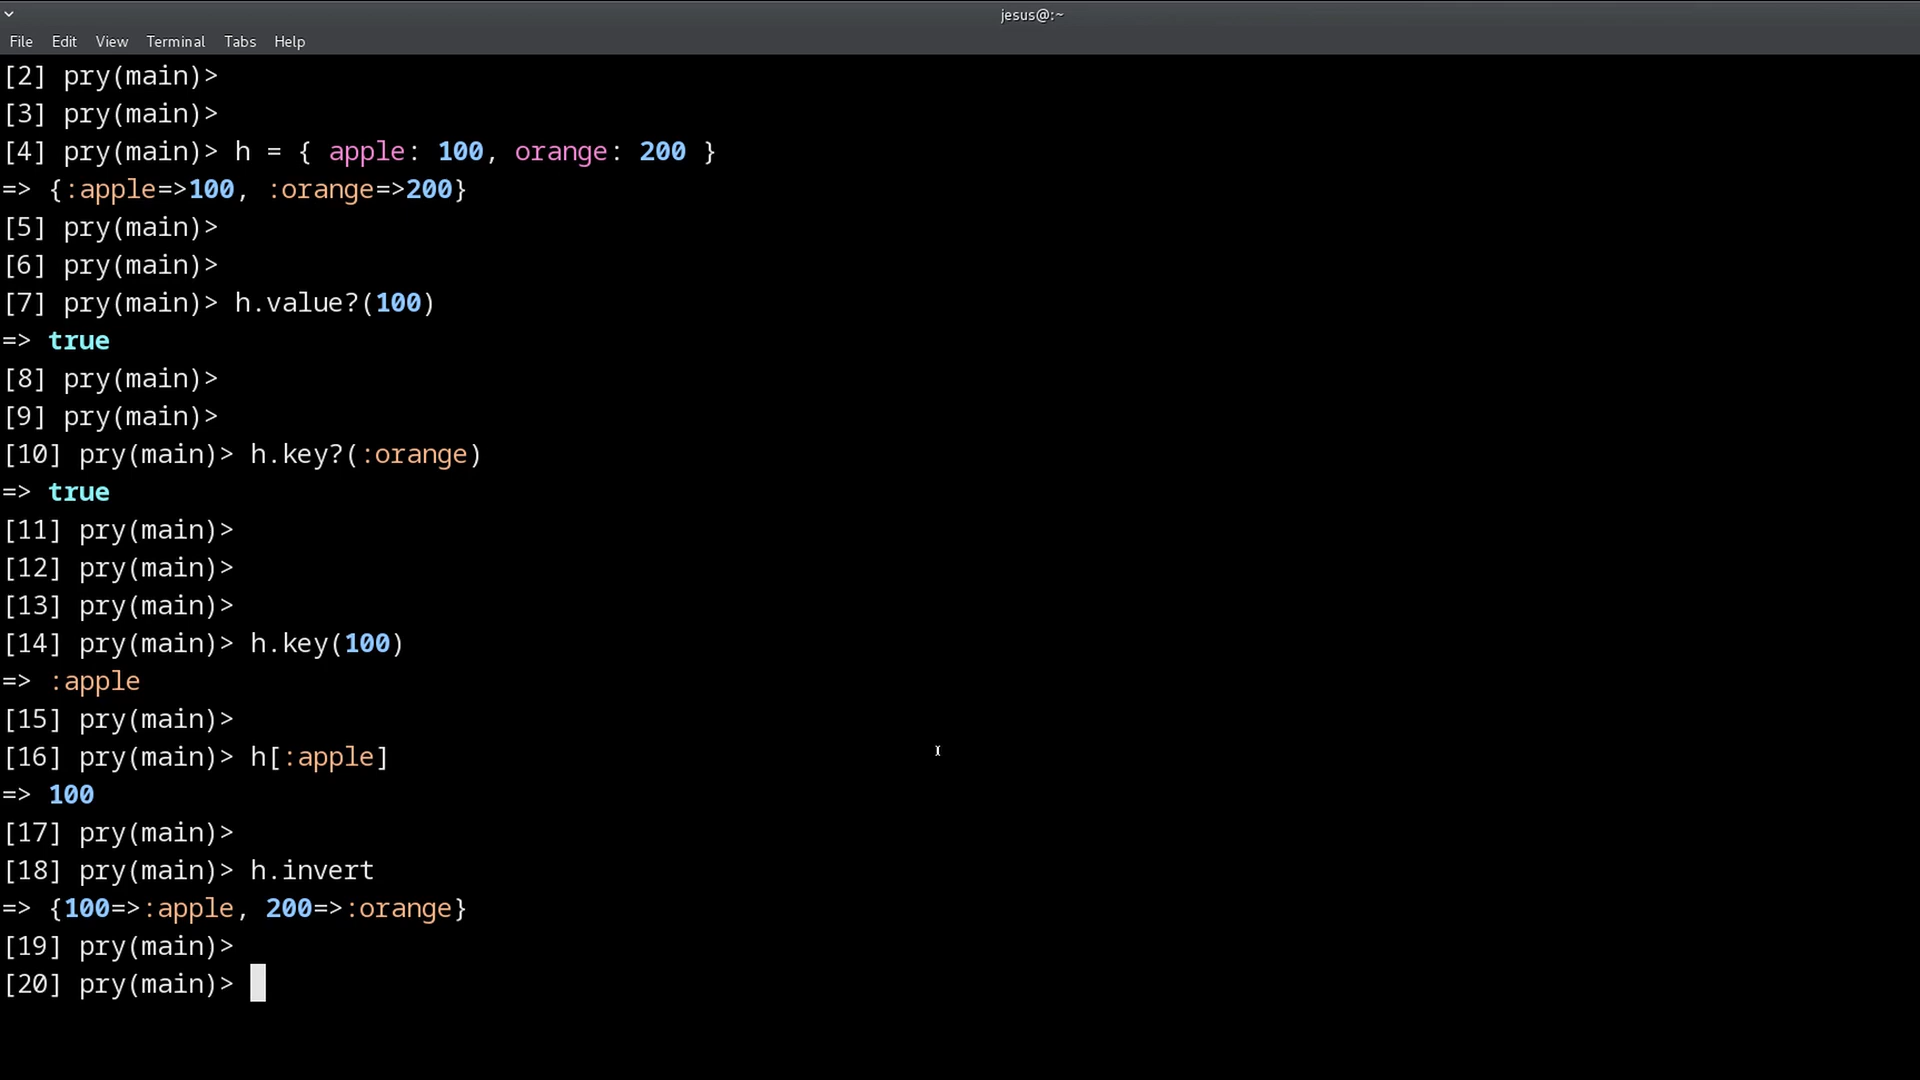 jesus@:~
File Edit View Terminal Tabs Help
[2] pry(main)>
[3] pry(main)>
[4] pry(main)> h = { apple: 100, orange: 200 }
=> {:apple=>100, :orange=>200}
[5] pry(main)>
[6] pry(main)>
[7] pry(main)> h.value?(100)
=> true
[8] pry(main)>
[9] pry(main)>
[10] pry(main)> h.key?(:orange)
=> true
[11] pry(main)>
[12] pry(main)>
[13] pry(main)>
[14] pry(main)> h.key(100)
=> :apple
[15] pry(main)>
[16] pry(main)> h[:apple]
=> 100
[17] pry(main)>
[18] pry(main)> h.invert
=> {100=>:apple, 200=>:orange}
[19] pry(main)>
[20] pry(main)>